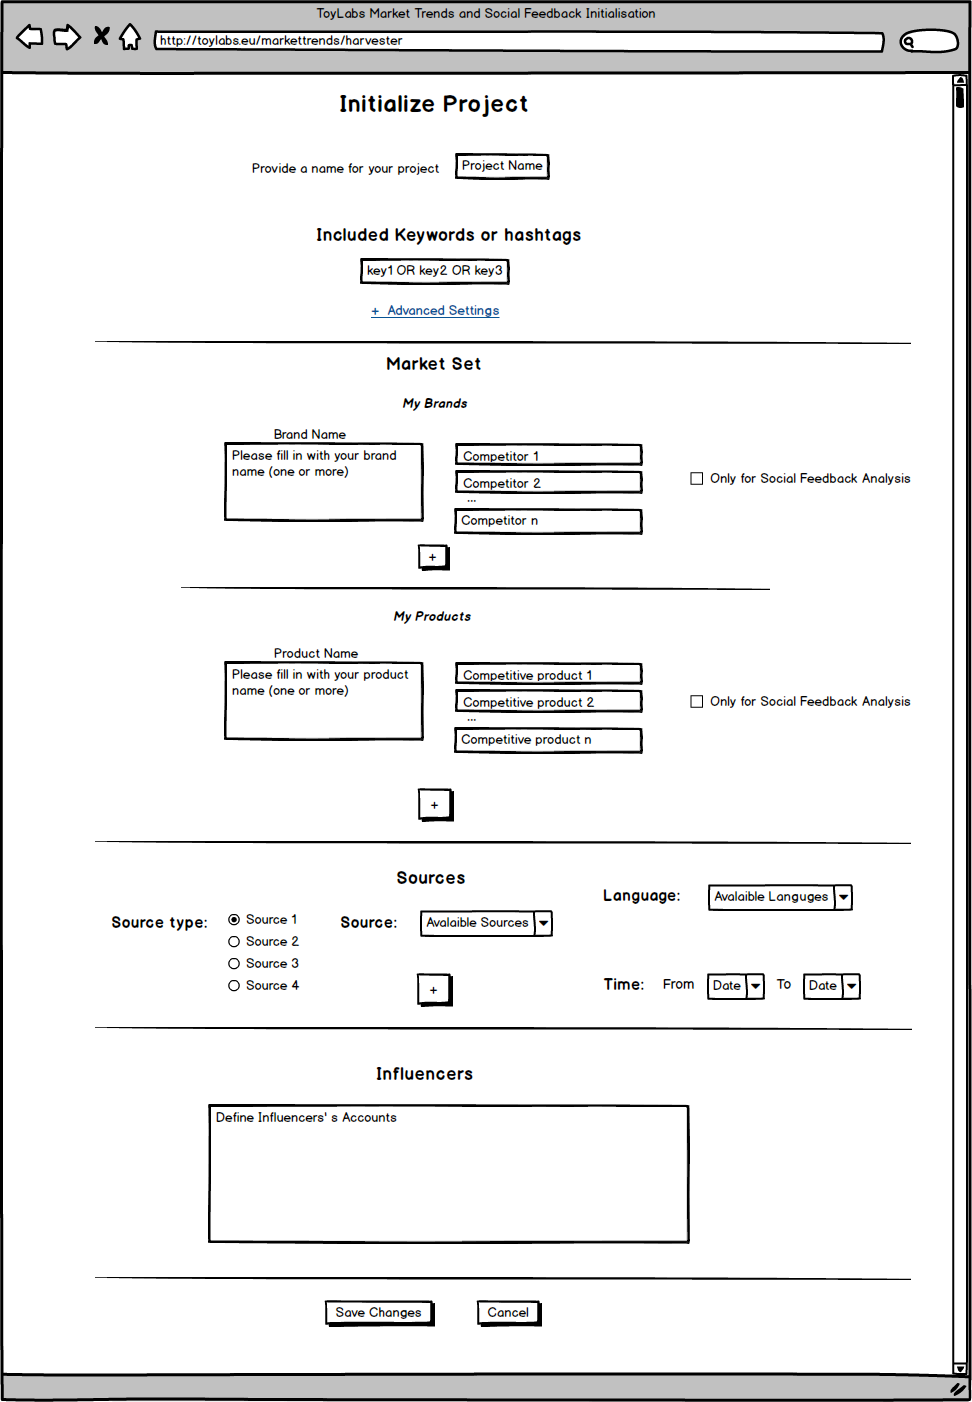 ToyLabs Market Trends and Social Feedback Initialisation
http://toylabs.eu/markettrends/harvester
Initialize Project
Provide a name for your project
Project Name
Included Keywords or hashtags
key1 OR key2 OR key3
+ Advanced Settings
Market Set
My Brands
Brand Name
Please fill in with your brand
name (one or more)
Competitor 1
Competitor 2
...
Competitor n
Only for Social Feedback Analysis
+
My Products
Product Name
Please fill in with your product
name (one or more)
Competitive product 1
Competitive product 2
...
Competitive product n
Only for Social Feedback Analysis
+
Sources
Source type:
Source 1
Source 2
Source 3
Source 4
Source:
Avalaible Sources
+
Language:
Avalaible Languges
Time: From
Date
To
Date
Influencers
Define Influencers' s Accounts
Save Changes
Cancel